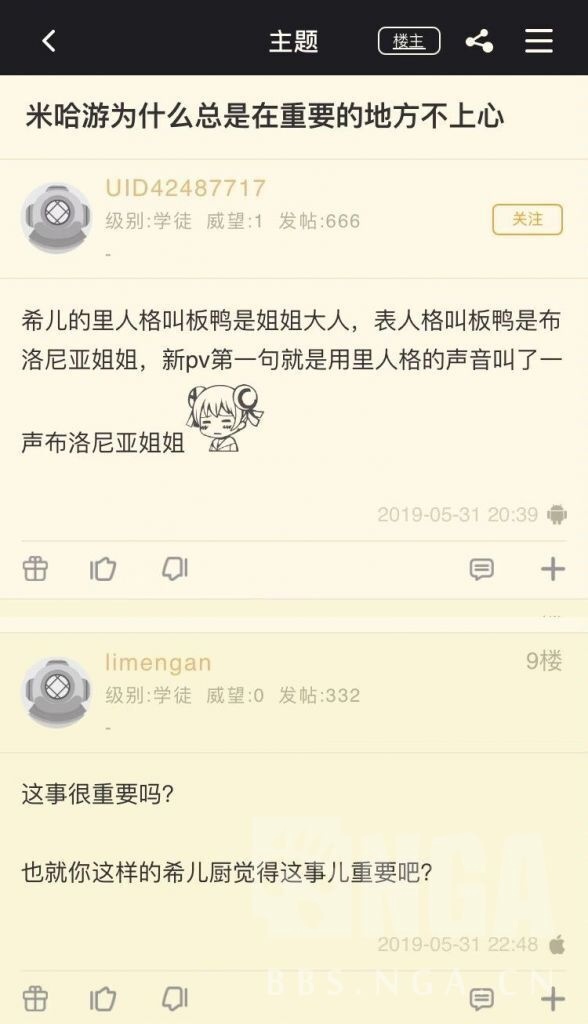 主题
楼主
米哈游为什么总是在重要的地方不上心
UID42487717
级别:学徒 威望:1 发帖:666
关注
-
希儿的里人格叫板鸭是姐姐大人，表人格叫板鸭是布
洛尼亚姐姐，新pv第一句就是用里人格的声音叫了一
声布洛尼亚姐姐
2019-05-31 20:39
limengan
9楼
级别:学徒 威望:0 发帖:332
-
这事很重要吗?
也就你这样的希儿厨觉得这事儿重要吧?
NGA
2019-05-31 22:48
BBS.NGA.CN